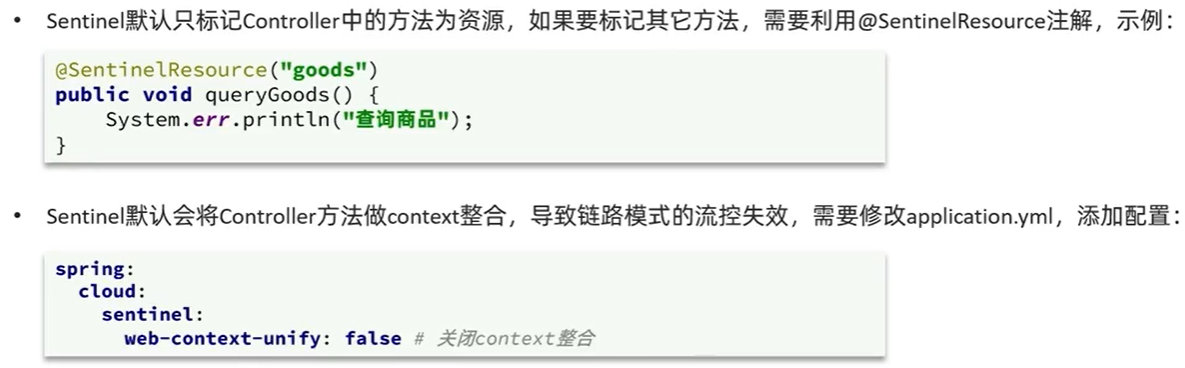 • Sentinel默认只标记Controller中的方法为资源，如果要标记其它方法，需要利用@SentinelResource注解，示例：
@SentinelResource("goods")
public void queryGoods() {
    System.err.println("查询商品");
}
• Sentinel默认会将Controller方法做context整合，导致链路模式的流控失效，需要修改application.yml，添加配置：
spring:
  cloud:
    sentinel:
      web-context-unify: false # 关闭context整合